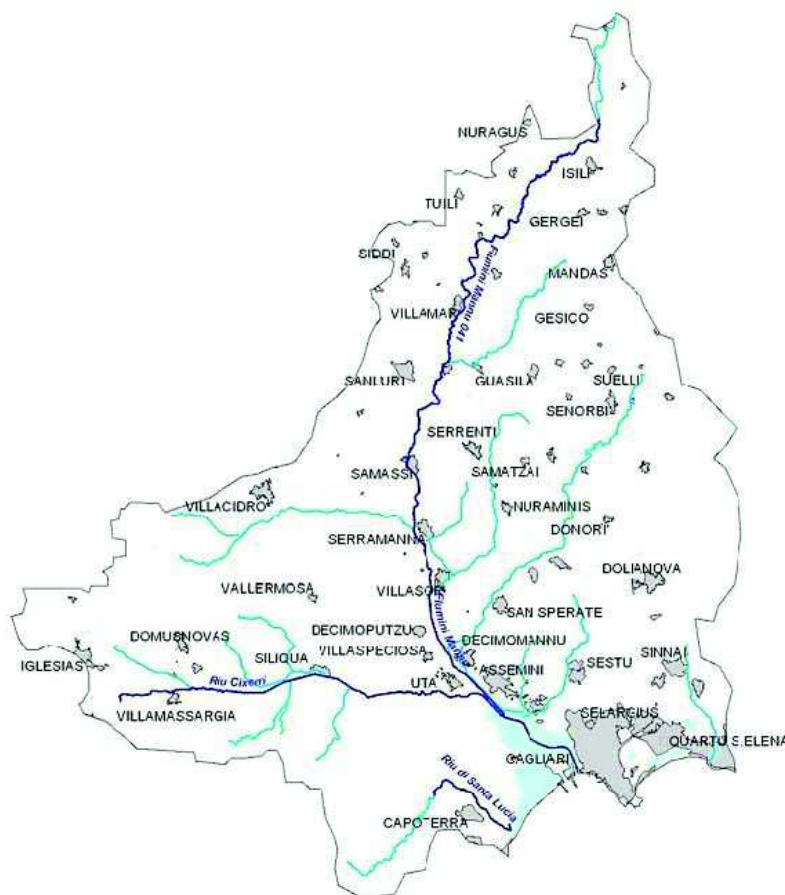 NURAGUS
ISILI
TUILI
GERGEI
SIDDI
MANDAS
Flumini Mannu 041
VILLAMAR
GESICO
SANLURI
GUASILA
SUELLI
SENORBI
SERRENTI
SAMASSI
SAMATZAI
VILLACIDRO
NURAMINIS
DONORI
SERRAMANNA
DOLIANOVA
VILLASOR
VALLERMOSA
SAN SPERATE
Flumini Mannu
DECIMOPUTZU
DOMUSNOVAS
DECIMOMANNU
VILLASPECIOSA
SINNAI
IGLESIAS
SILIQUA
ASSEMINI
SESTU
Riu Cixerri
UTA
VILLAMASSARGIA
SELARGIUS
QUARTU S.ELENA
CAGLIARI
Riu di Santa Lucia
CAPOTERRA